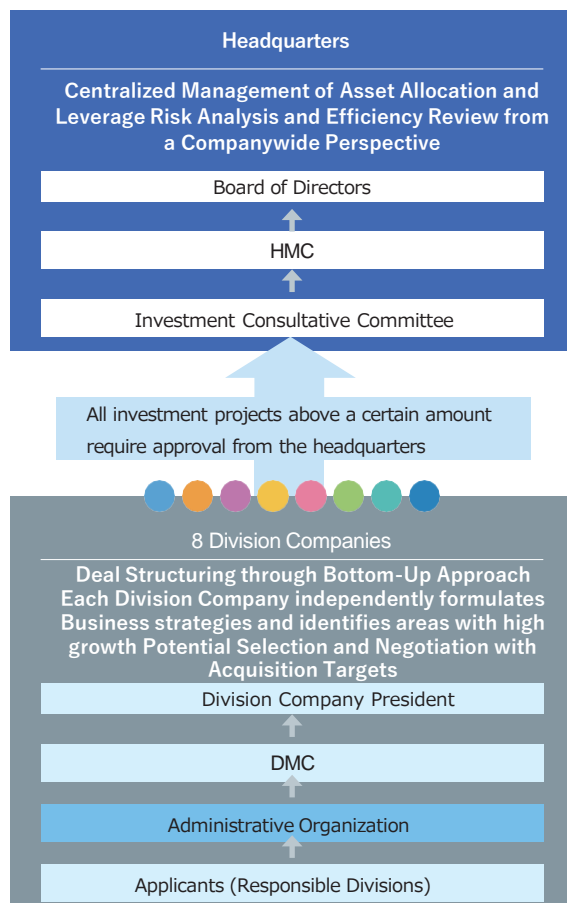 Headquarters
Centralized Management of Asset Allocation and
Leverage Risk Analysis and Efficiency Review from
a Companywide Perspective
Board of Directors
HMC
Investment Consultative Committee
All investment projects above a certain amount
require approval from the headquarters
8 Division Companies
Deal Structuring through Bottom-Up Approach
Each Division Company independently formulates
Business strategies and identifies areas with high
growth Potential Selection and Negotiation with
Acquisition Targets
Division Company President
DMC
Administrative Organization
Applicants (Responsible Divisions)